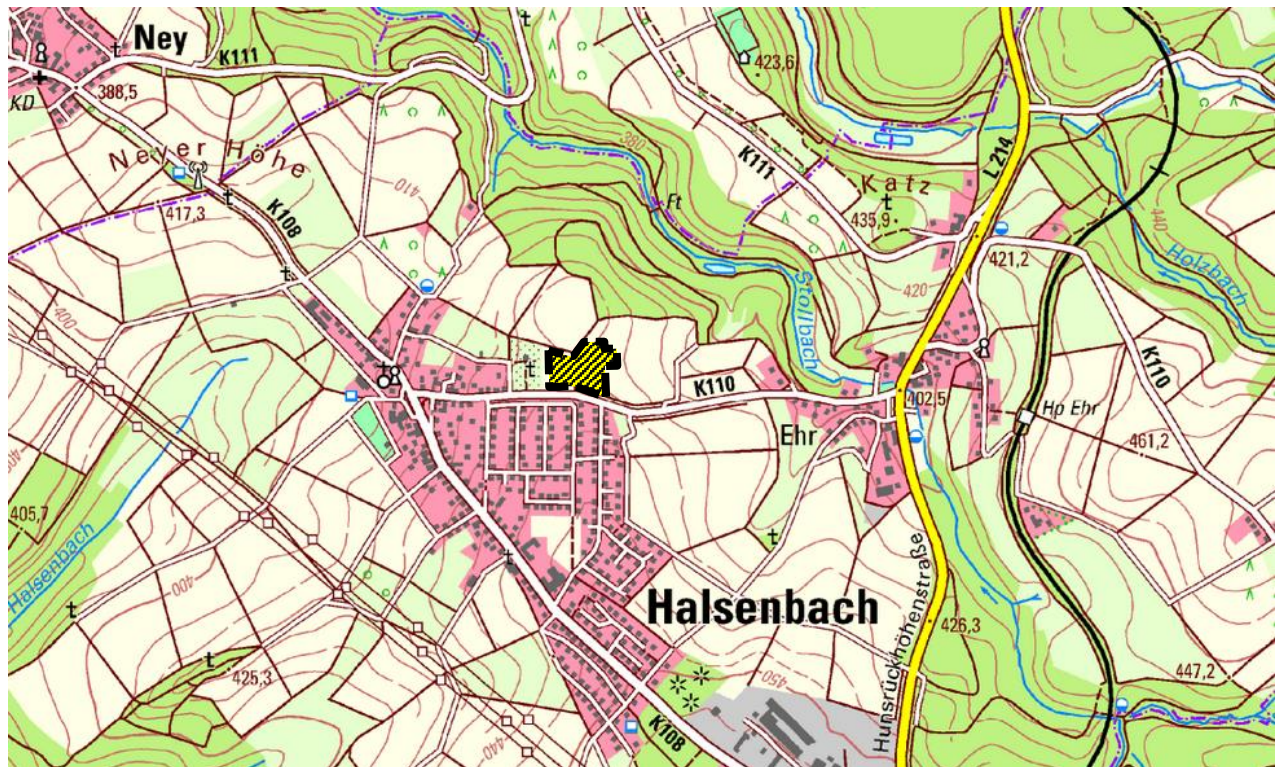 Ney
K111
423,6
KD
388,5
Neyer Höhe
380
K111
L214
Katz
410
Ft
435,9
417,3
K108
440
421,2
Holzbach
420
Stollbach
400
K110
K110
402,5
Hp Ehr
Ehr
461,2
400
405,7
Halsenbach
400
Halsenbach
Hunsrückhöhenstraße
426,3
425,3
450
447,2
440
K108